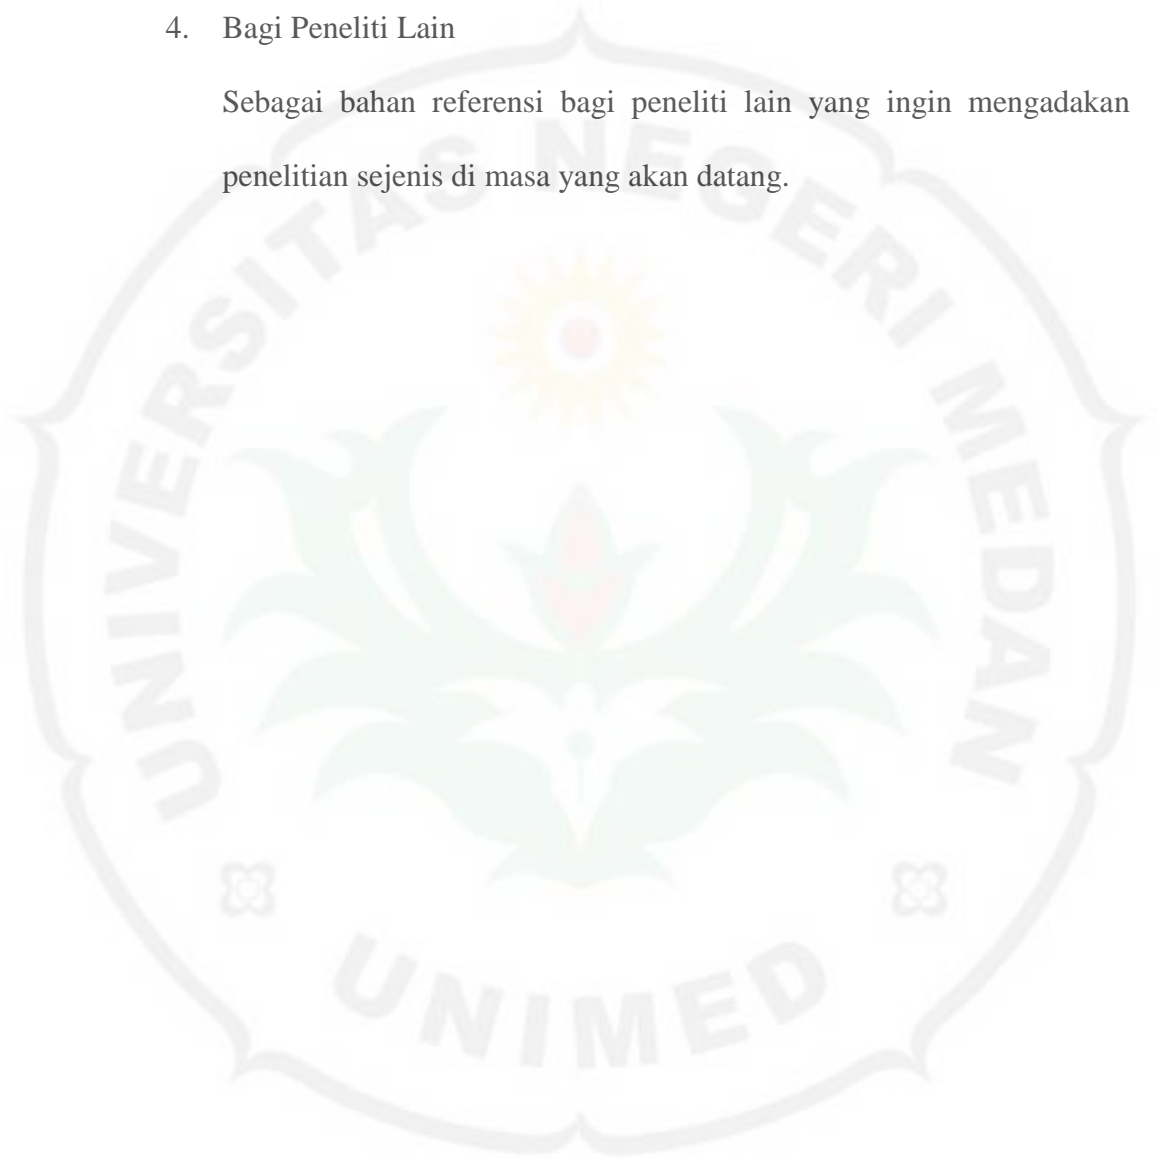 4. Bagi Peneliti Lain
Sebagai bahan referensi bagi peneliti lain yang ingin mengadakan
penelitian sejenis di masa yang akan datang.
UNIVERSITAS NEGERI MEDAN
UNIMED